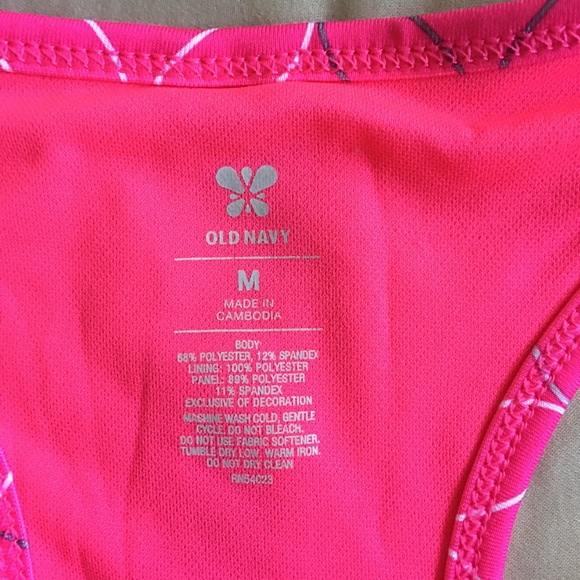 OLD NAVY
M
MADE IN
CAMBODIA
BODY
88% POLYESTER, 12% SPANDEX
LINING: 100% POLYESTER
PANEL: 89% POLYESTER
11% SPANDEX
EXCLUSIVE OF DECORATION
MACHINE WASH COLD, GENTLE
CYCLE. DO NOT BLEACH.
DO NOT USE FABRIC SOFTENER.
TUMBLE DRY LOW. WARM IRON.
DO NOT DRY CLEAN
RN54023